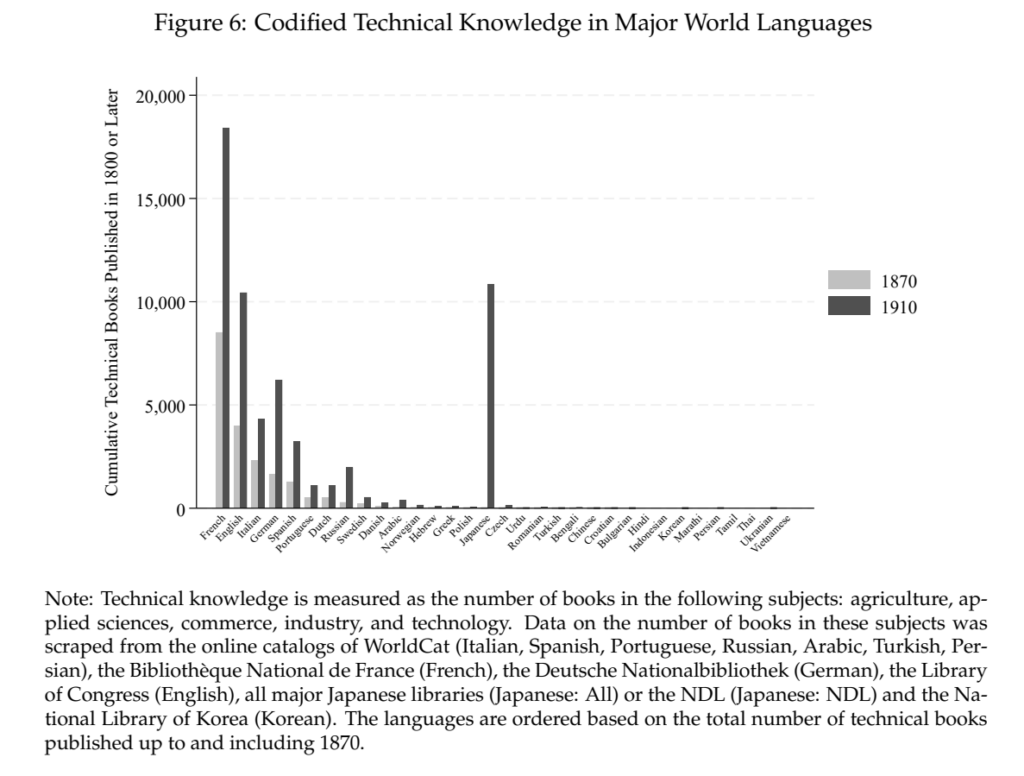 Figure 6: Codified Technical Knowledge in Major World Languages
Cumulative Technical Books Published in 1800 or Later
20,000
15,000
10,000
5,000
0
French
English
Italian
German
Spanish
Portuguese
Dutch
Russian
Swedish
Danish
Arabic
Norwegian
Hebrew
Greek
Polish
Japanese
Czech
Urdu
Romanian
Turkish
Bengali
Chinese
Croatian
Bulgarian
Hindi
Indonesian
Korean
Marathi
Persian
Tamil
Thai
Ukranian
Vietnamese
1870
1910
Note: Technical knowledge is measured as the number of books in the following subjects: agriculture, ap-
plied sciences, commerce, industry, and technology. Data on the number of books in these subjects was
scraped from the online catalogs of WorldCat (Italian, Spanish, Portuguese, Russian, Arabic, Turkish, Per-
sian), the Bibliothèque National de France (French), the Deutsche Nationalbibliothek (German), the Library
of Congress (English), all major Japanese libraries (Japanese: All) or the NDL (Japanese: NDL) and the Na-
tional Library of Korea (Korean). The languages are ordered based on the total number of technical books
published up to and including 1870.